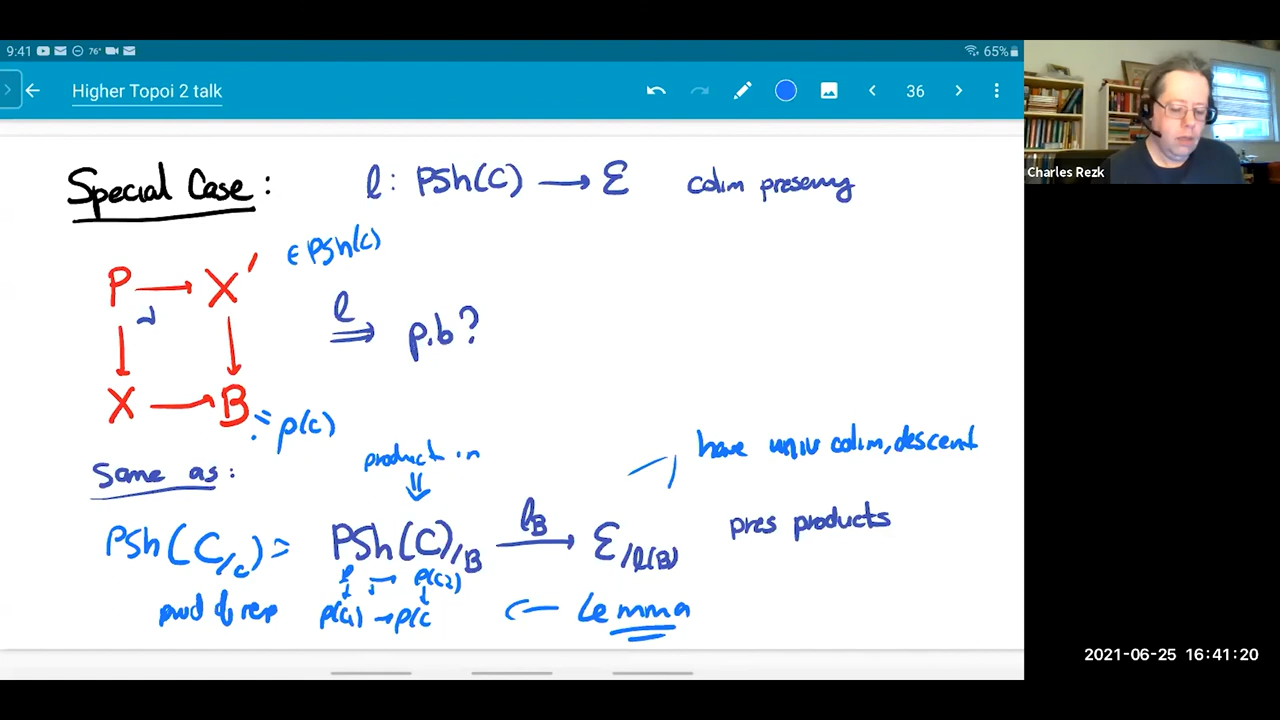 9:41 76° 65%
Higher Topoi 2 talk
36
Charles Rezk
Special Case:
l: PSh(C) → ℰ colim preserving
∈ PSh(C)
P → X'
l ⇒ p.b?
X → B = ρ(c)
Same as:
product in
have univ colim, descent
PSh(C/c) = PSh(C)/B → ℰ/l(B) pres products
l_B
P → ρ(c2)
prod of rep ρ(c1) → ρ(c ← Lemma
2021-06-25 16:41:20